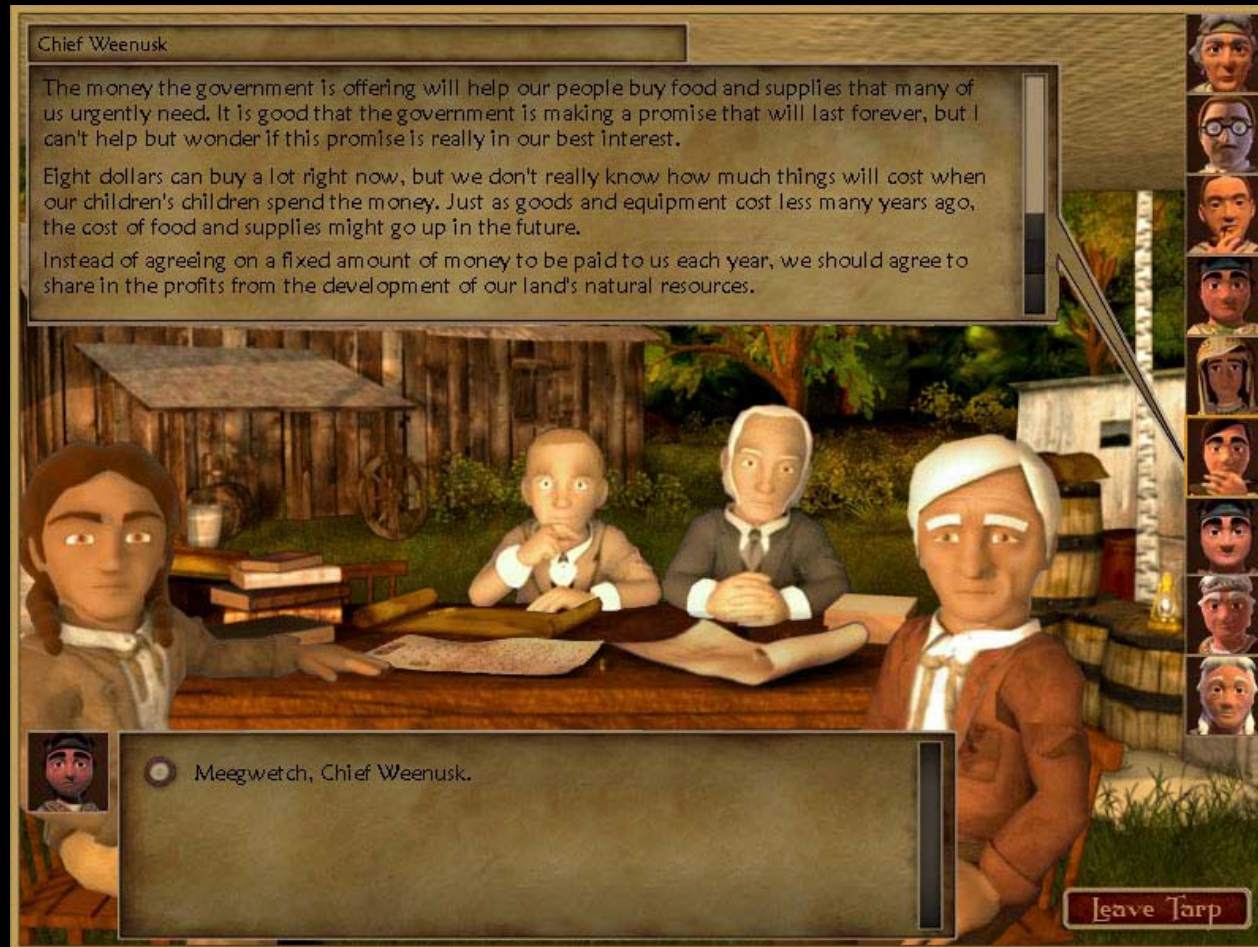 Chief Weenusk
The money the government is offering will help our people buy food and supplies that many of
us urgently need. It is good that the government is making a promise that will last forever, but I
can't help but wonder if this promise is really in our best interest.
Eight dollars can buy a lot right now, but we don't really know how much things will cost when
our children's children spend the money. Just as goods and equipment cost less many years ago,
the cost of food and supplies might go up in the future.
Instead of agreeing on a fixed amount of money to be paid to us each year, we should agree to
share in the profits from the development of our land's natural resources.
Meegwetch, Chief Weenusk.
Leave Tarp